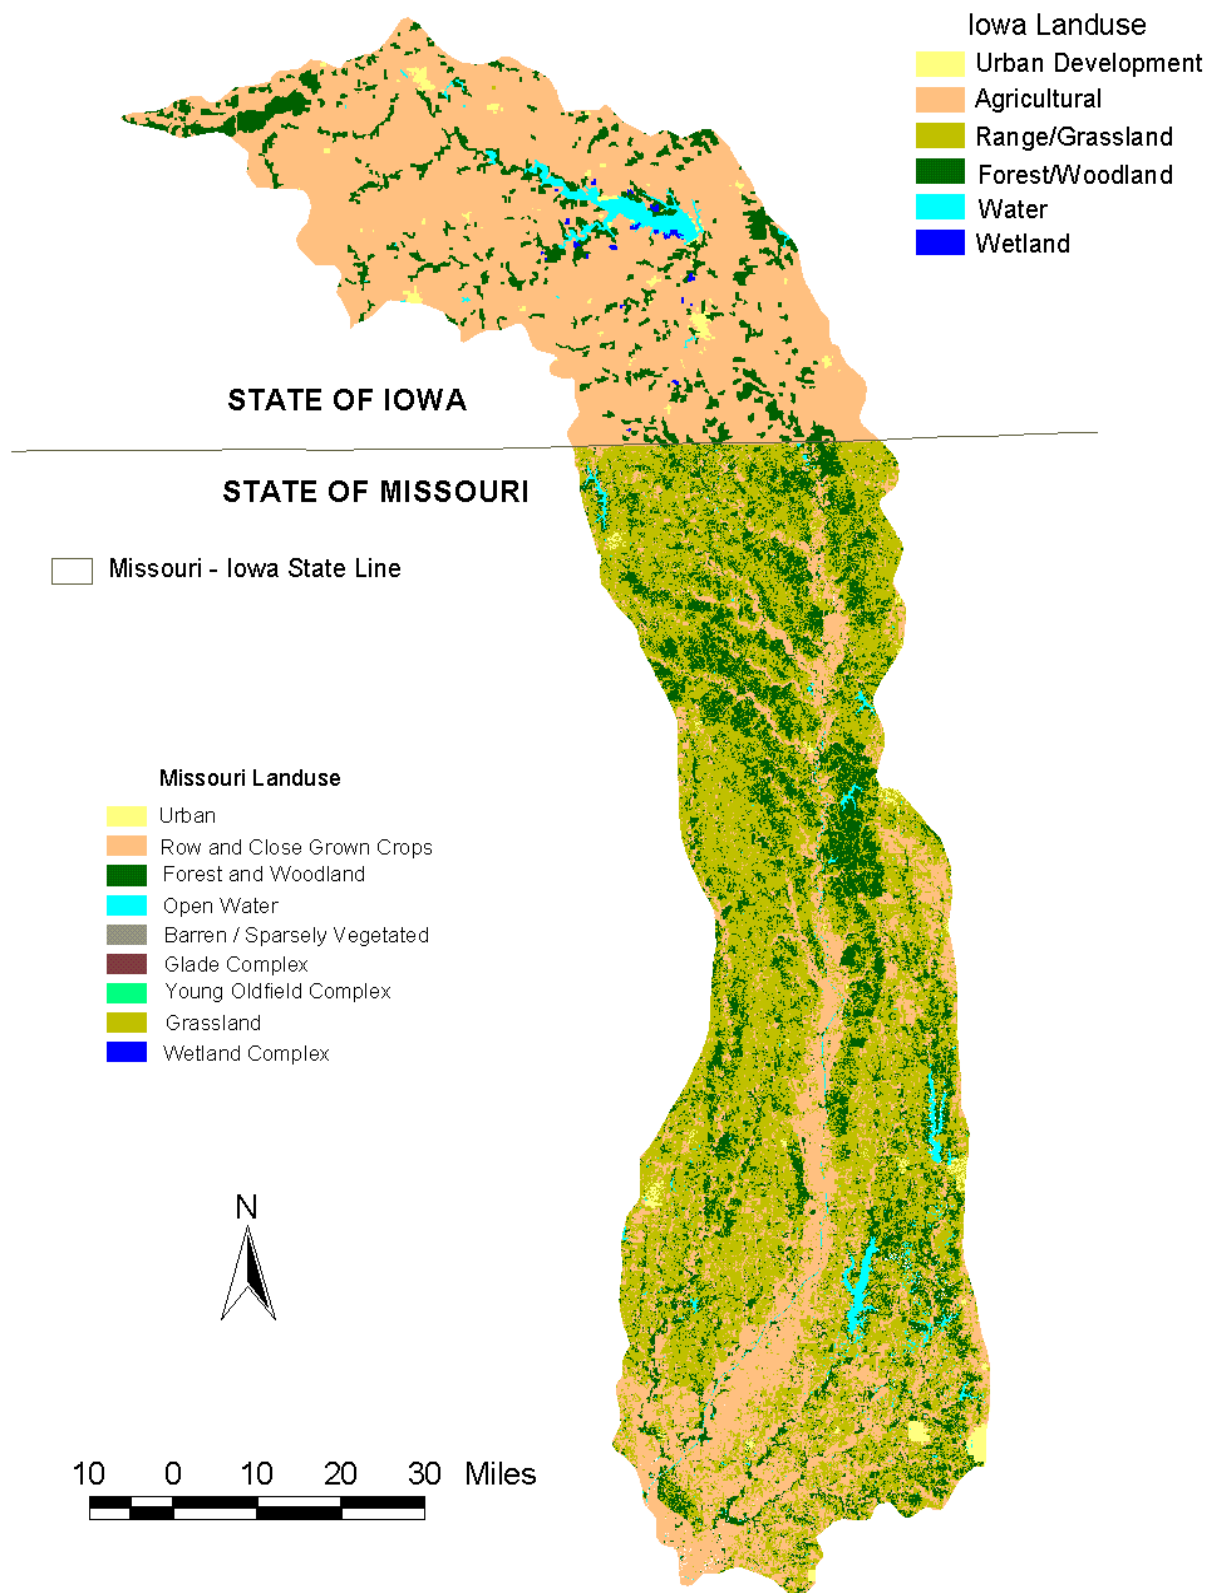 Iowa Landuse
Urban Development
Agricultural
Range/Grassland
Forest/Woodland
Water
Wetland
STATE OF IOWA
STATE OF MISSOURI
Missouri - Iowa State Line
Missouri Landuse
Urban
Row and Close Grown Crops
Forest and Woodland
Open Water
Barren / Sparsely Vegetated
Glade Complex
Young Oldfield Complex
Grassland
Wetland Complex
N
10 0 10 20 30 Miles